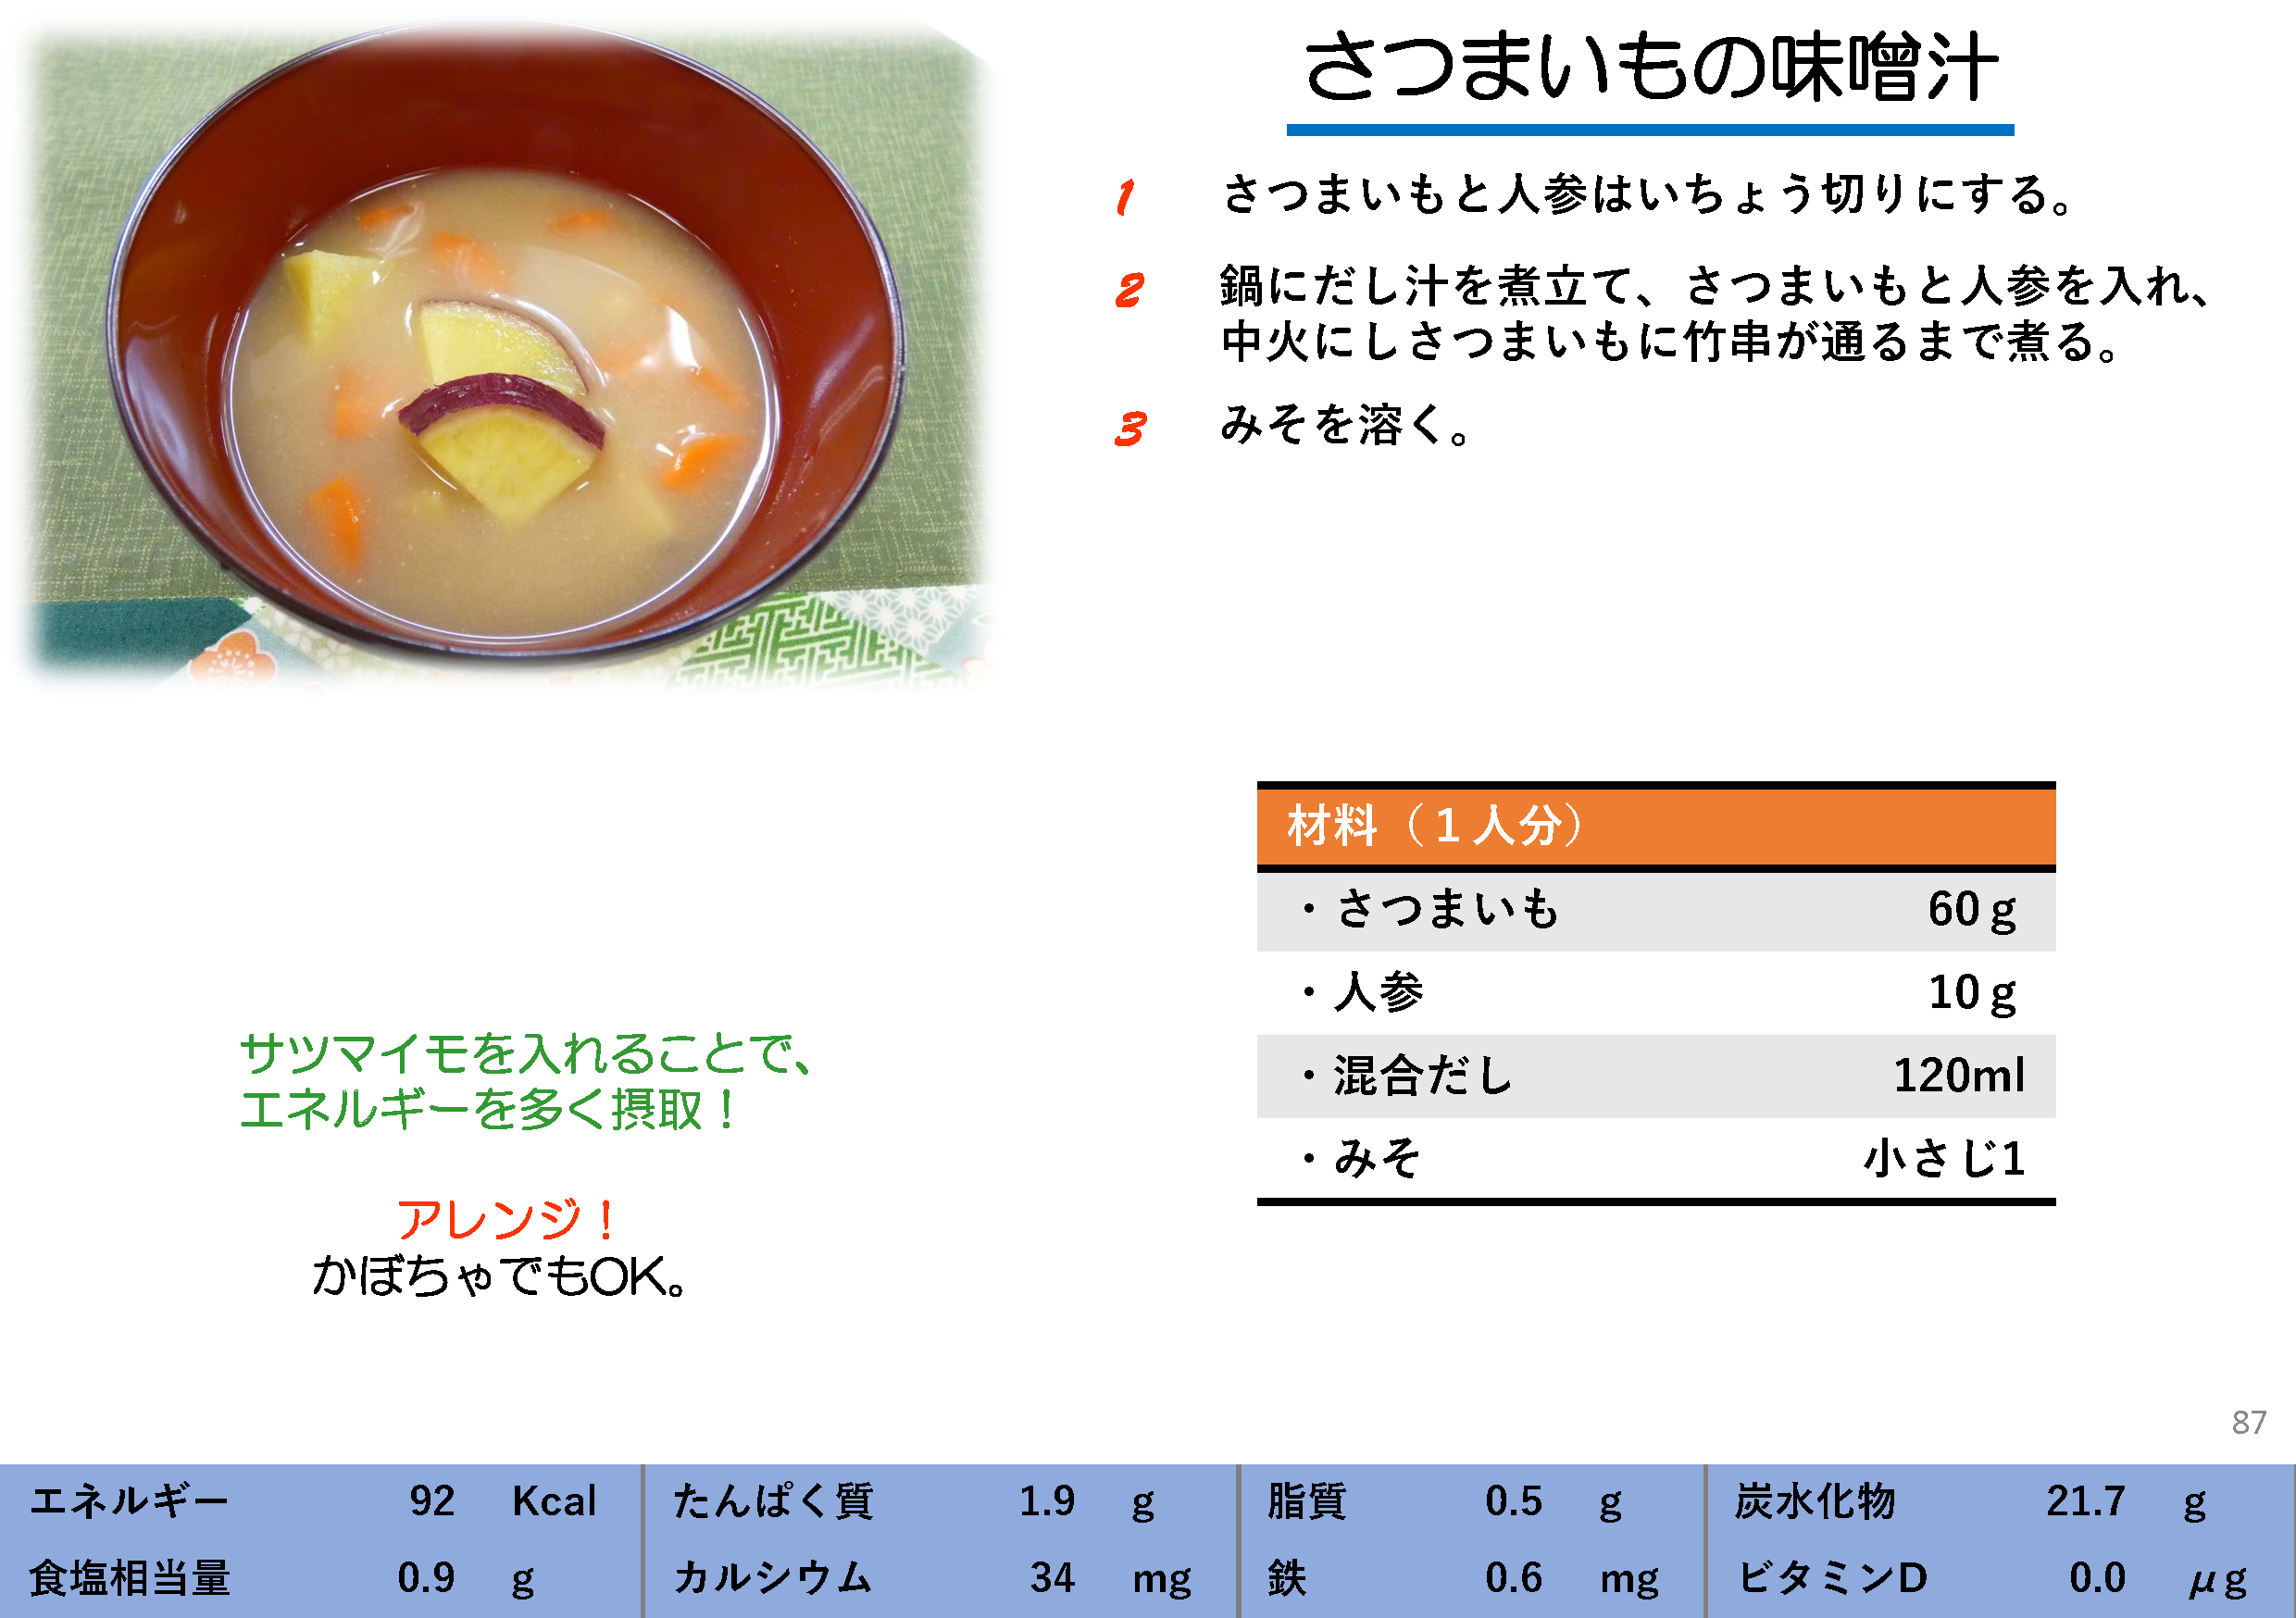 さつまいもの味噌汁
1 さつまいもと人参はいちょう切りにする。
2 鍋にだし汁を煮立て、さつまいもと人参を入れ、
中火にしさつまいもに竹串が通るまで煮る。
3 みそを溶く。
材料（１人分）
・さつまいも 60ｇ
・人参 10ｇ
・混合だし 120ml
・みそ 小さじ1
サツマイモを入れることで、
エネルギーを多く摂取！
アレンジ！
かぼちゃでもOK。
87
エネルギー 92 Kcal たんぱく質 1.9 g 脂質 0.5 g 炭水化物 21.7 g
食塩相当量 0.9 g カルシウム 34 mg 鉄 0.6 mg ビタミンD 0.0 μg